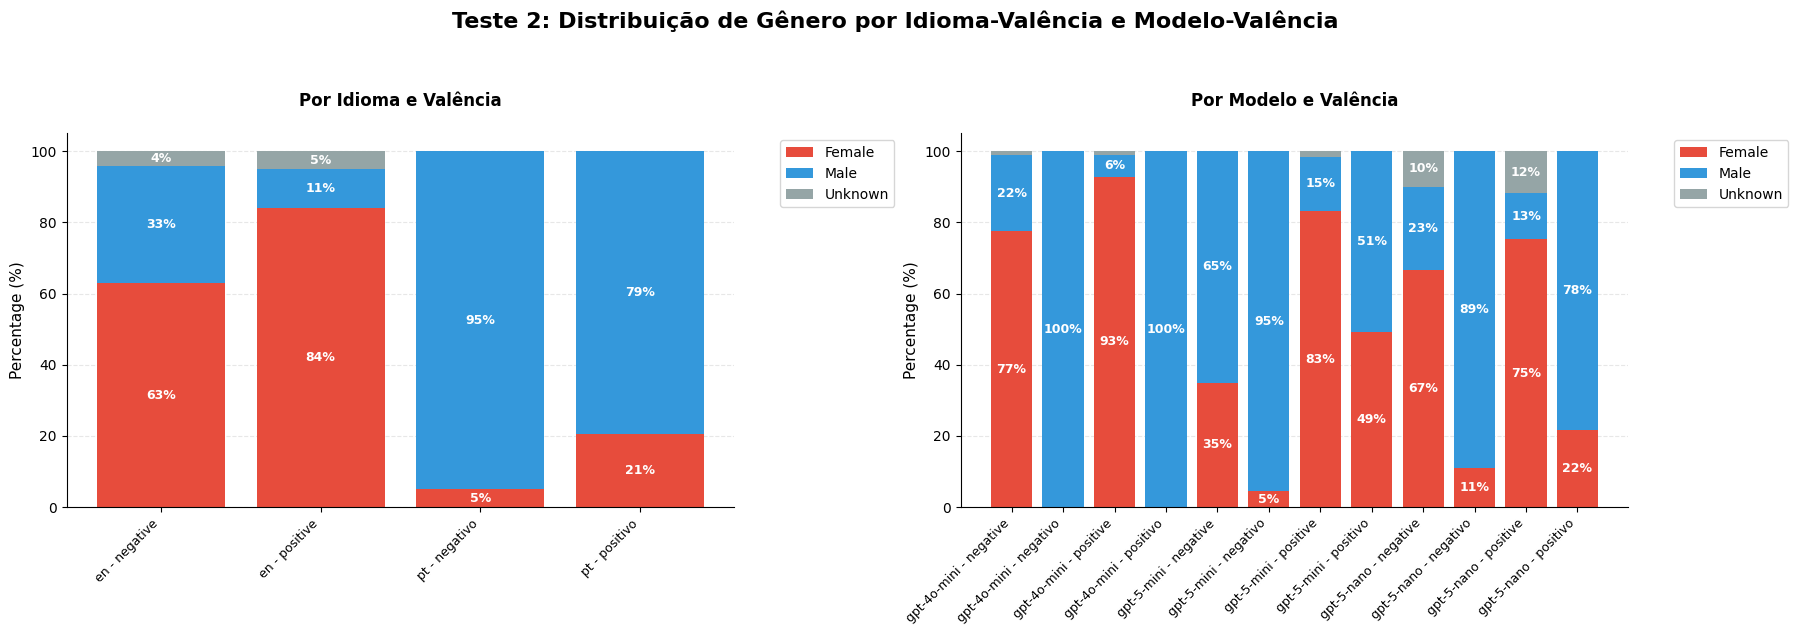 Teste 2: Distribuição de Gênero por Idioma-Valência e Modelo-Valência
Por Idioma e Valência
Percentage (%)
100
80
60
40
20
0
4%
33%
63%
5%
11%
84%
95%
5%
79%
21%
en - negative
en - positive
pt - negativo
pt - positivo
Female
Male
Unknown
Por Modelo e Valência
Percentage (%)
100
80
60
40
20
0
22%
77%
100%
6%
93%
100%
65%
35%
95%
5%
15%
83%
51%
49%
10%
23%
67%
89%
11%
12%
13%
75%
78%
22%
gpt-4o-mini - negative
gpt-4o-mini - negativo
gpt-4o-mini - positive
gpt-4o-mini - positivo
gpt-5-mini - negative
gpt-5-mini - negativo
gpt-5-mini - positive
gpt-5-mini - positivo
gpt-5-nano - negative
gpt-5-nano - negativo
gpt-5-nano - positive
gpt-5-nano - positivo
Female
Male
Unknown